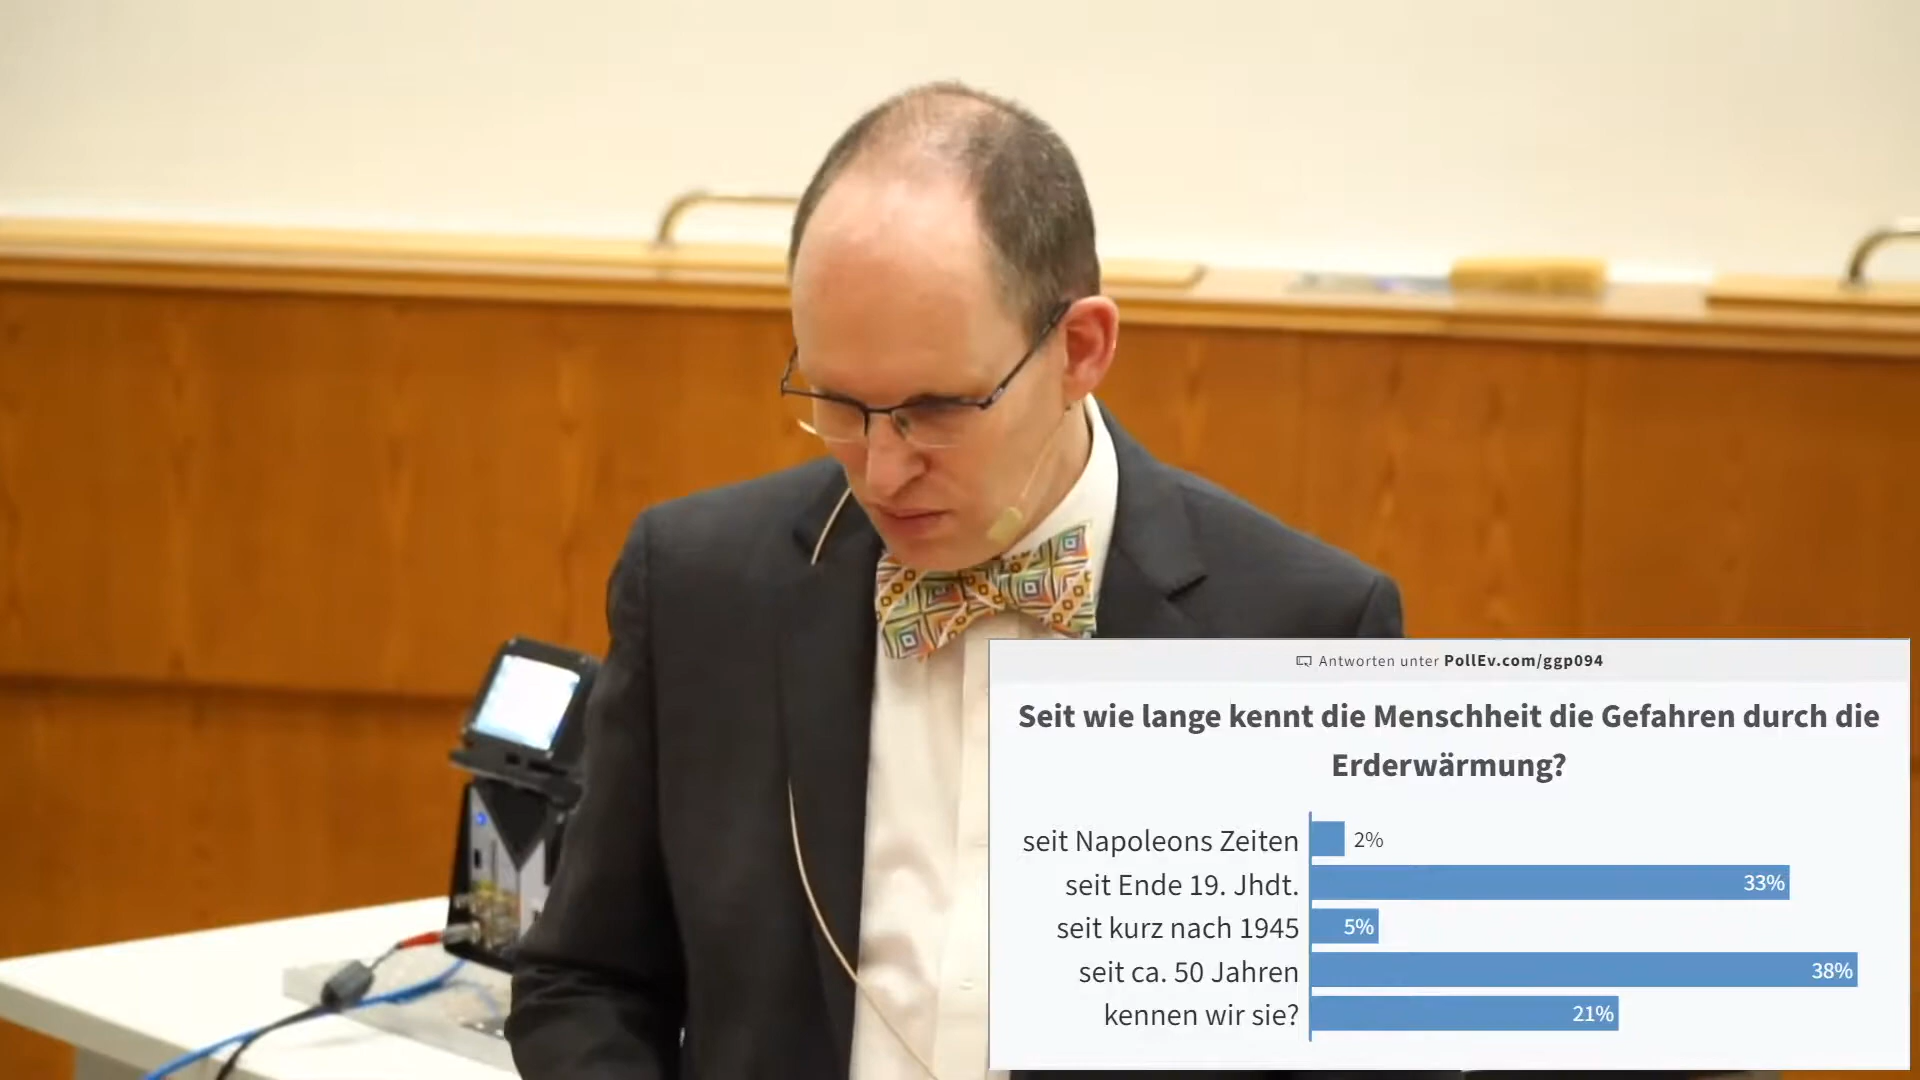 Antworten unter PollEv.com/ggp094
Seit wie lange kennt die Menschheit die Gefahren durch die
Erderwärmung?
seit Napoleons Zeiten 2%
seit Ende 19. Jhdt. 33%
seit kurz nach 1945 5%
seit ca. 50 Jahren 38%
kennen wir sie? 21%